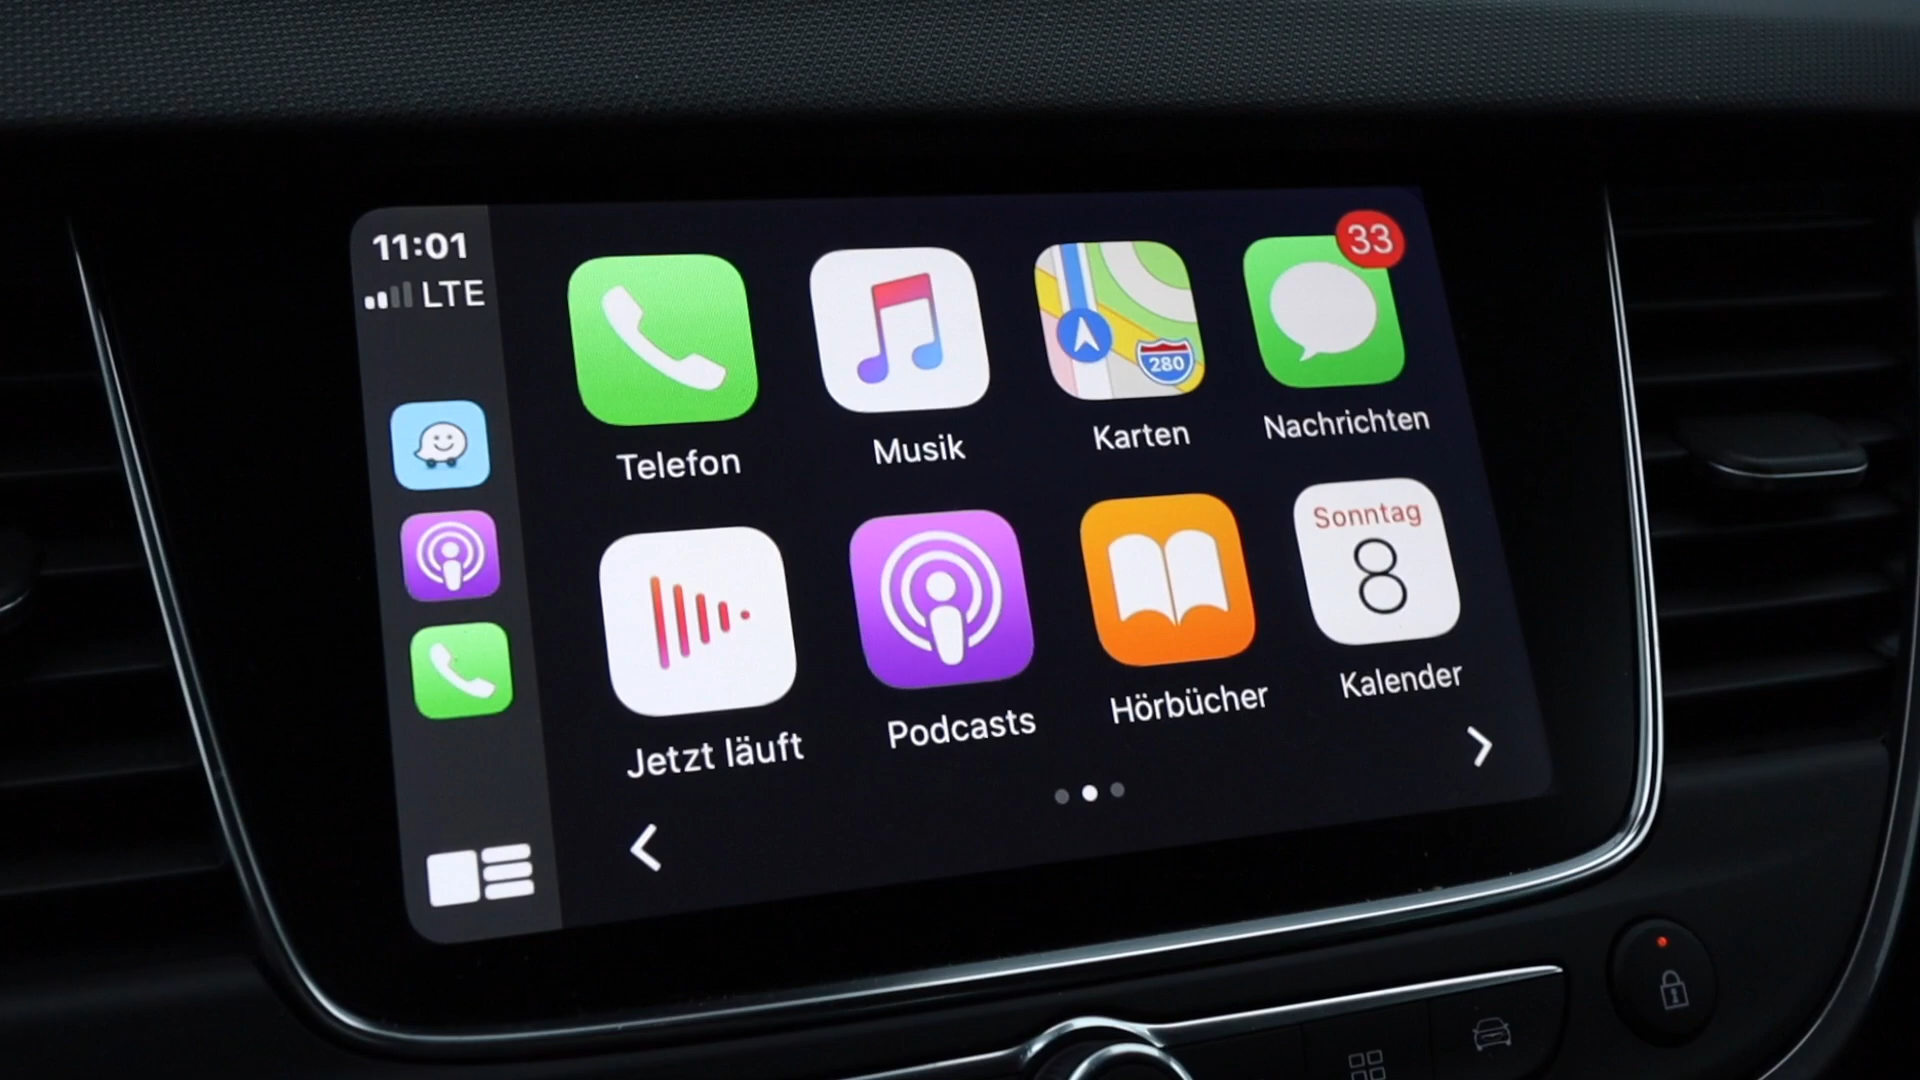 11:01
LTE
33
280
Telefon
Musik
Karten
Nachrichten
Sonntag
8
Jetzt läuft
Podcasts
Hörbücher
Kalender